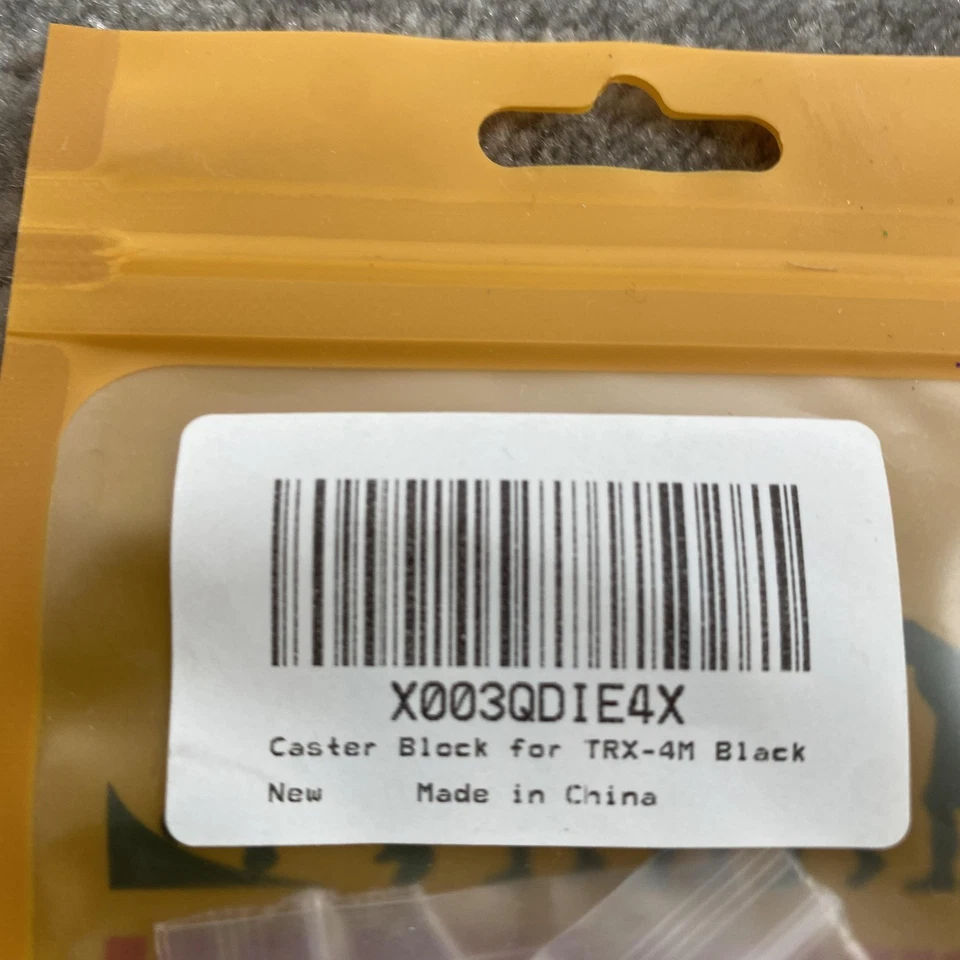 X003QDIE4X
Caster Block for TRX-4M Black
New Made in China